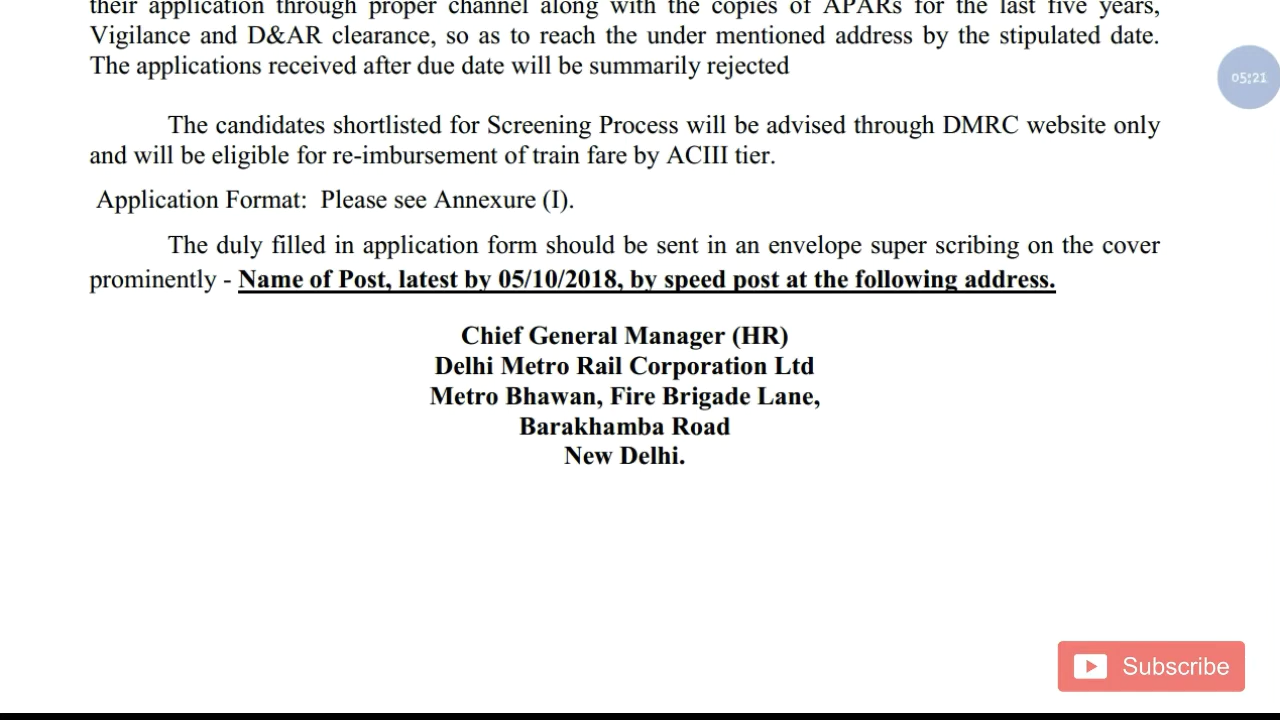 their application through proper channel along with the copies of APARs for the last five years,
Vigilance and D&AR clearance, so as to reach the under mentioned address by the stipulated date.
The applications received after due date will be summarily rejected
The candidates shortlisted for Screening Process will be advised through DMRC website only
and will be eligible for re-imbursement of train fare by ACIII tier.
Application Format: Please see Annexure (I).
The duly filled in application form should be sent in an envelope super scribing on the cover
prominently - Name of Post, latest by 05/10/2018, by speed post at the following address.
Chief General Manager (HR)
Delhi Metro Rail Corporation Ltd
Metro Bhawan, Fire Brigade Lane,
Barakhamba Road
New Delhi.
05:21
Subscribe